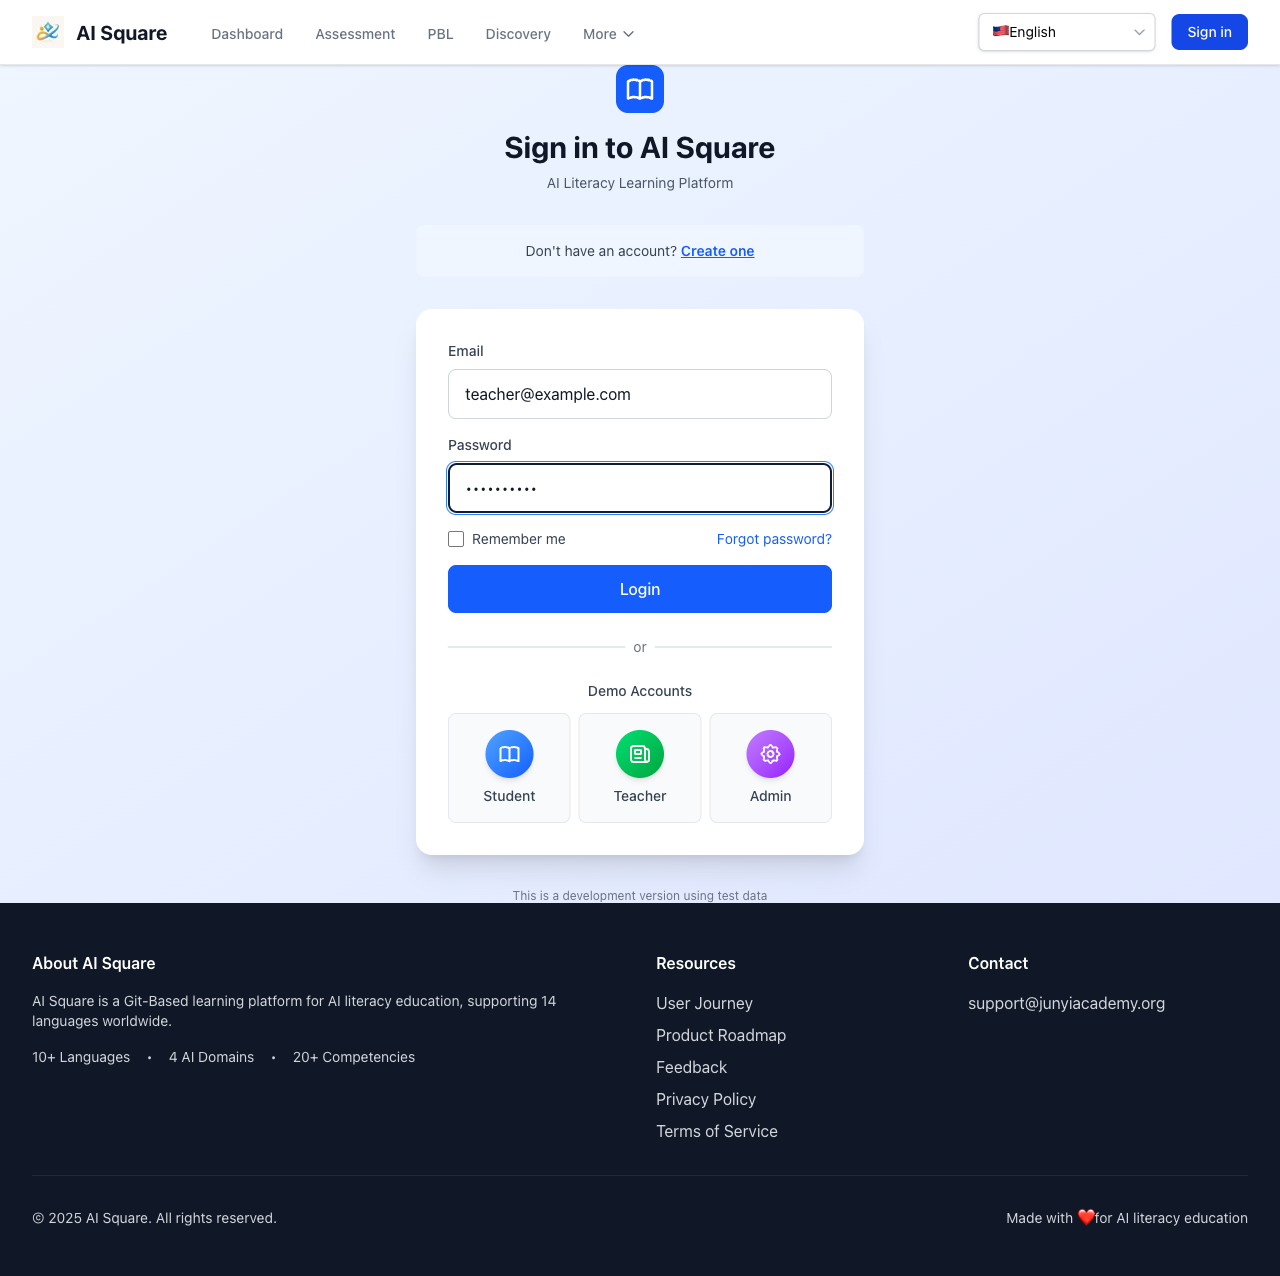 AI Square
Dashboard
Assessment
PBL
Discovery
More
English
Sign in
Sign in to AI Square
AI Literacy Learning Platform
Don't have an account? Create one
Email
teacher@example.com
Password
••••••••••
Remember me
Forgot password?
Login
or
Demo Accounts
Student
Teacher
Admin
This is a development version using test data
About AI Square
AI Square is a Git-Based learning platform for AI literacy education, supporting 14
languages worldwide.
10+ Languages • 4 AI Domains • 20+ Competencies
Resources
User Journey
Product Roadmap
Feedback
Privacy Policy
Terms of Service
Contact
support@junyiacademy.org
© 2025 AI Square. All rights reserved.
Made with ❤️for AI literacy education